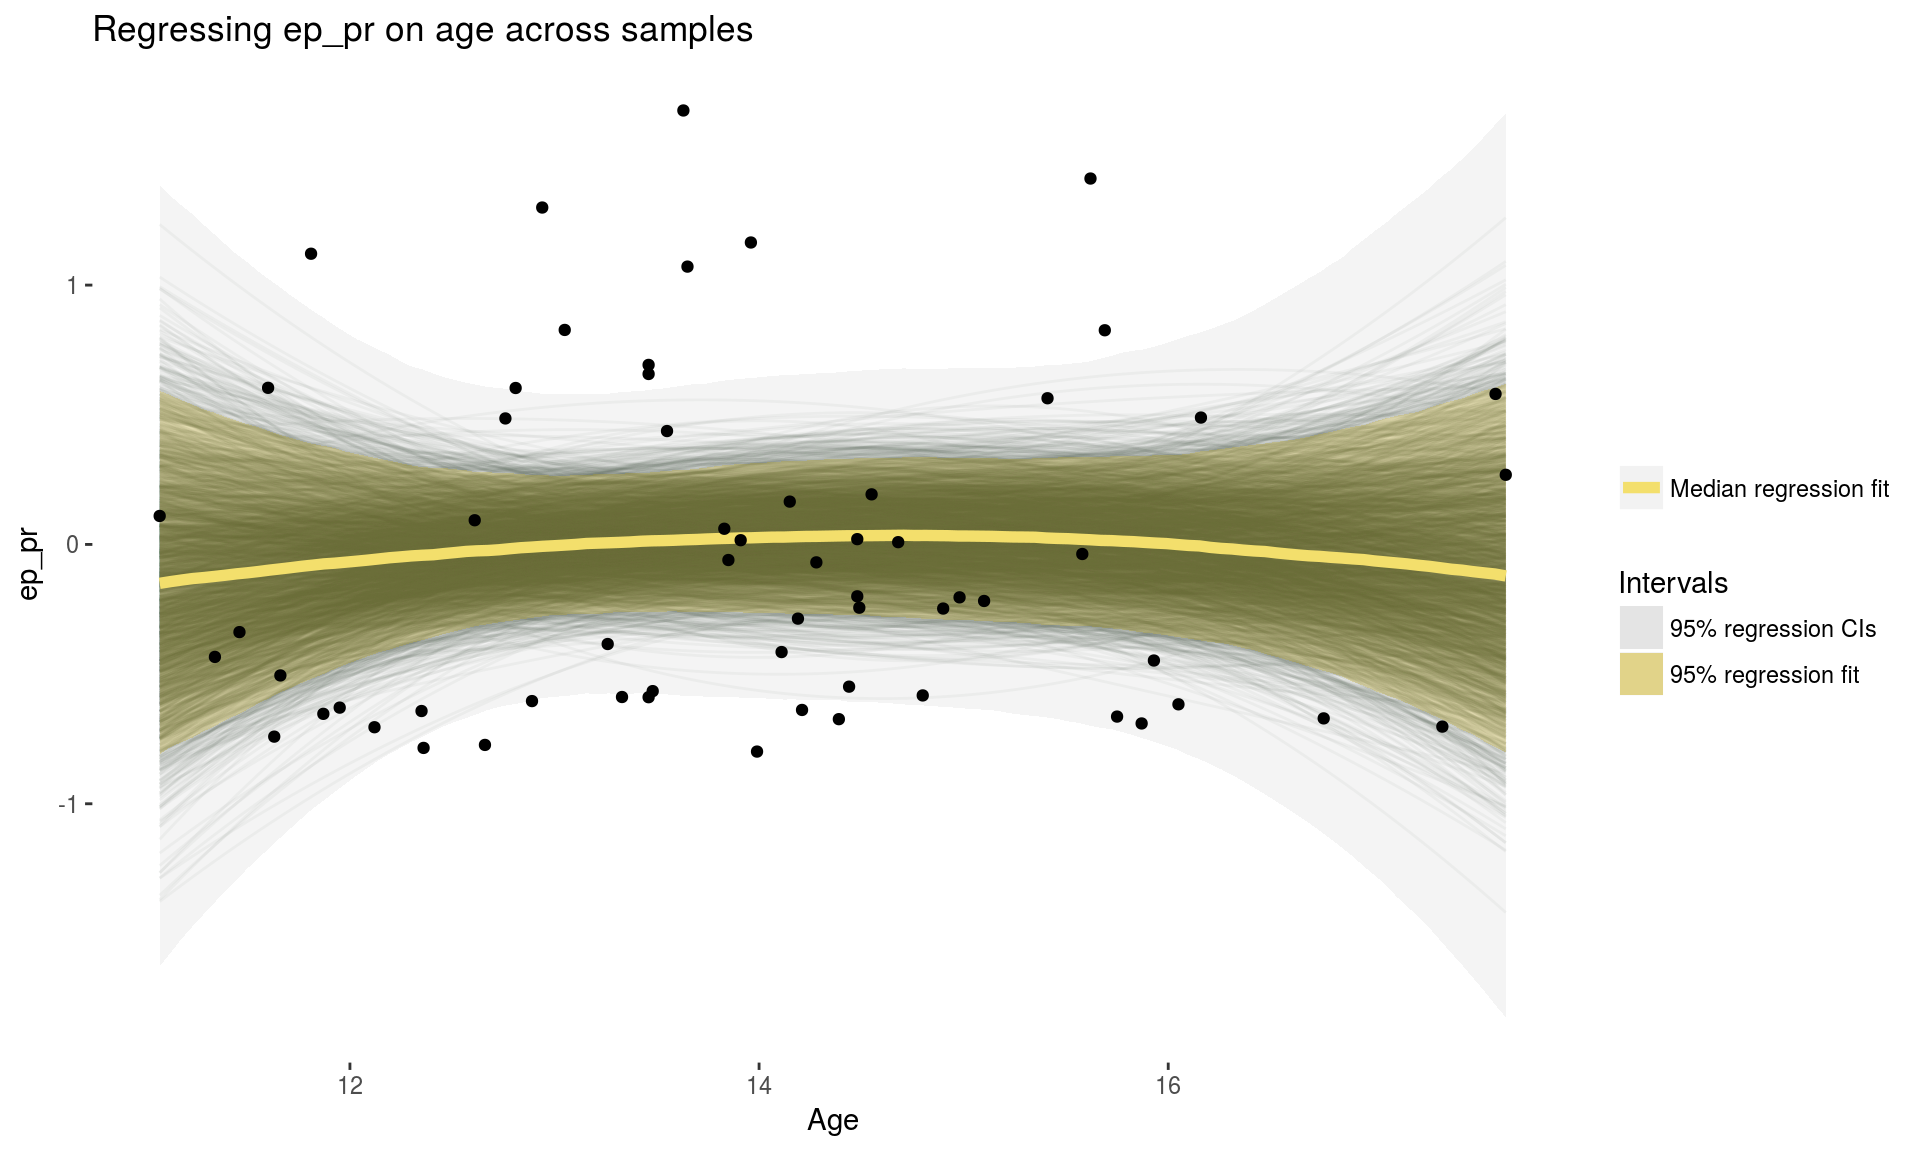 Regressing ep_pr on age across samples
1
0
-1
ep_pr
12
14
16
Age
Median regression fit
Intervals
95% regression CIs
95% regression fit